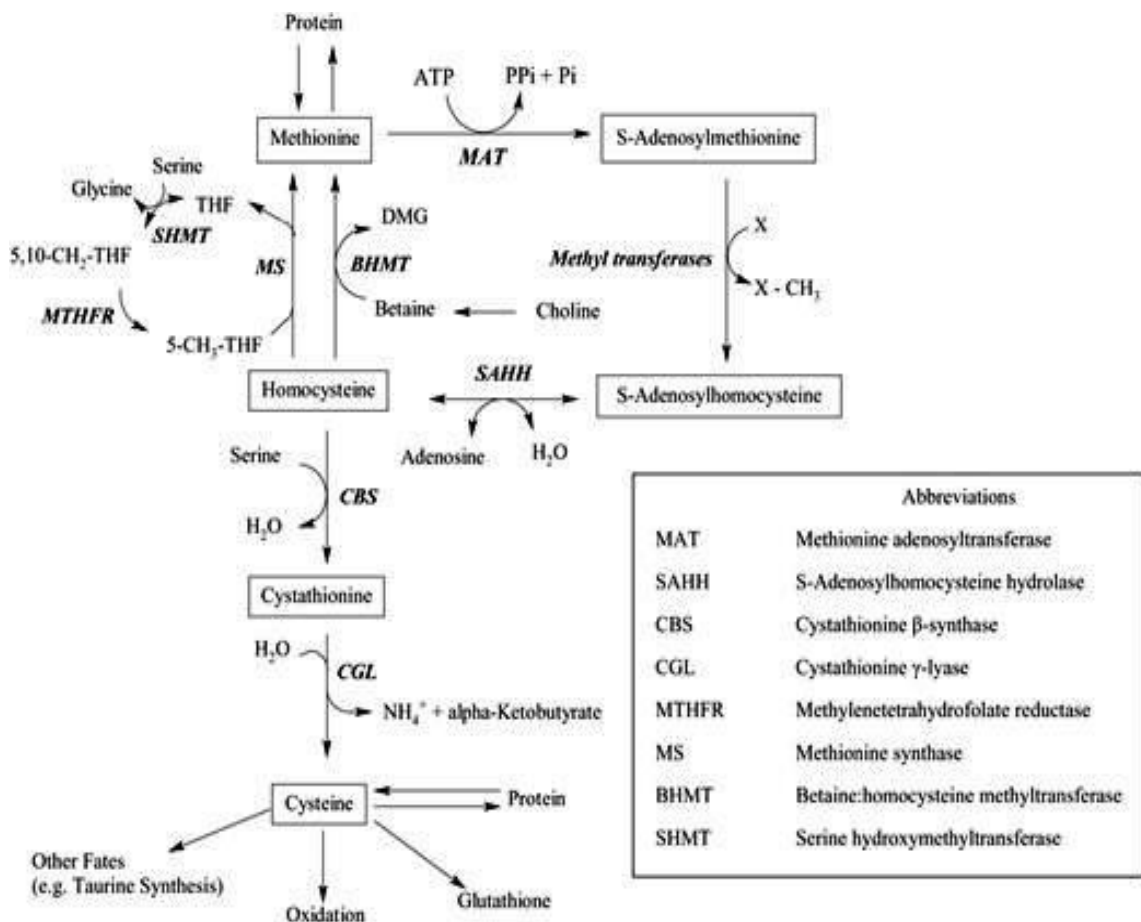 Protein
ATP
PPi + Pi
Methionine
MAT
S-Adenosylmethionine
Serine
Glycine
THF
SHMT
DMG
X
5,10-CH₂-THF
MS
BHMT
Methyl transferases
MTHFR
Betaine
Choline
X - CH₃
5-CH₃-THF
Homocysteine
SAHH
S-Adenosylhomocysteine
Serine
Adenosine
H₂O
CBS
H₂O
Cystathionine
H₂O
CGL
NH₄⁺ + alpha-Ketobutyrate
Cysteine
Protein
Other Fates
(e.g. Taurine Synthesis)
Glutathione
Oxidation
Abbreviations
MAT Methionine adenosyltransferase
SAHH S-Adenosylhomocysteine hydrolase
CBS Cystathionine β-synthase
CGL Cystathionine γ-lyase
MTHFR Methylenetetrahydrofolate reductase
MS Methionine synthase
BHMT Betaine:homocysteine methyltransferase
SHMT Serine hydroxymethyltransferase